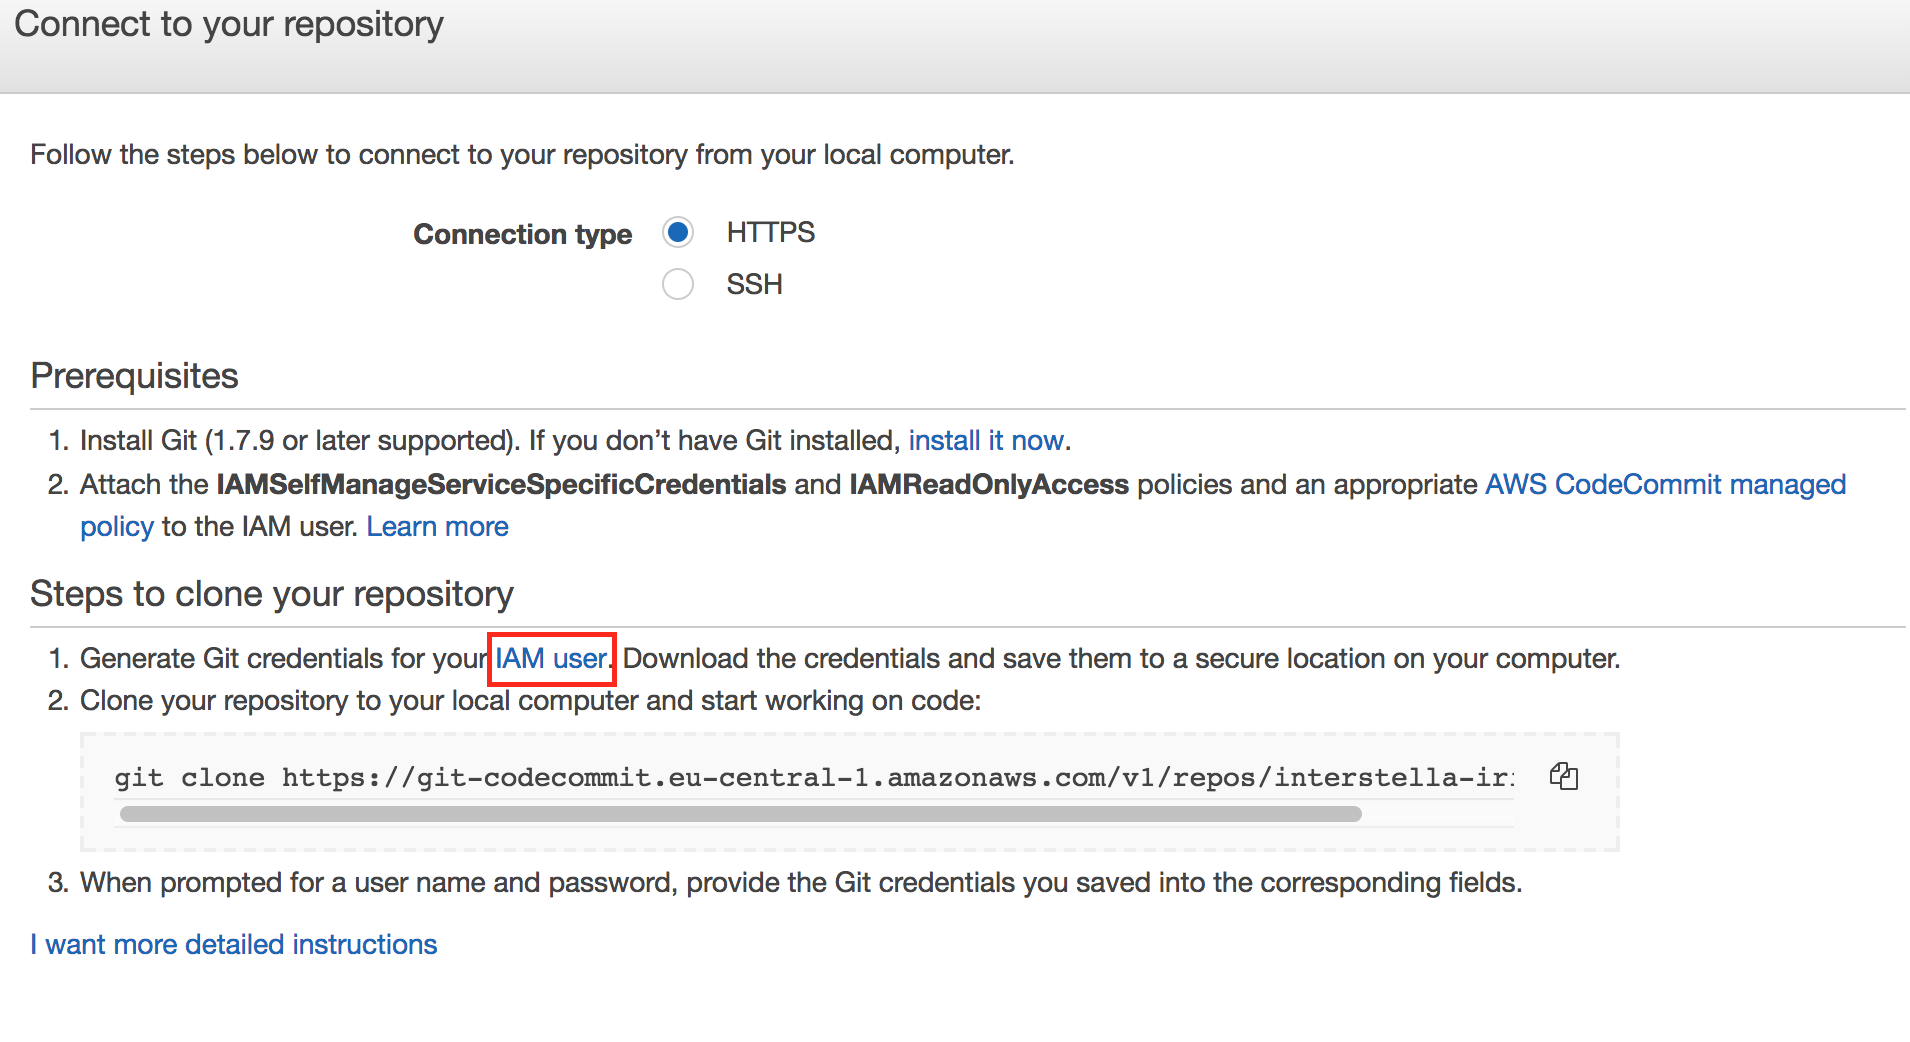 Connect to your repository
Follow the steps below to connect to your repository from your local computer.
Connection type HTTPS
SSH
Prerequisites
1. Install Git (1.7.9 or later supported). If you don’t have Git installed, install it now.
2. Attach the IAMSelfManageServiceSpecificCredentials and IAMReadOnlyAccess policies and an appropriate AWS CodeCommit managed
policy to the IAM user. Learn more
Steps to clone your repository
1. Generate Git credentials for your IAM user. Download the credentials and save them to a secure location on your computer.
2. Clone your repository to your local computer and start working on code:
git clone https://git-codecommit.eu-central-1.amazonaws.com/v1/repos/interstella-ir
3. When prompted for a user name and password, provide the Git credentials you saved into the corresponding fields.
I want more detailed instructions